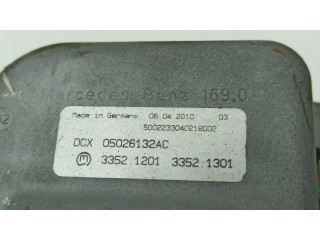 Mercedes Benz 169.0
Made in Germany 06.04.2010 03
5002233040218002
DCX 05026132AC
m 3352.1201 3352.1301